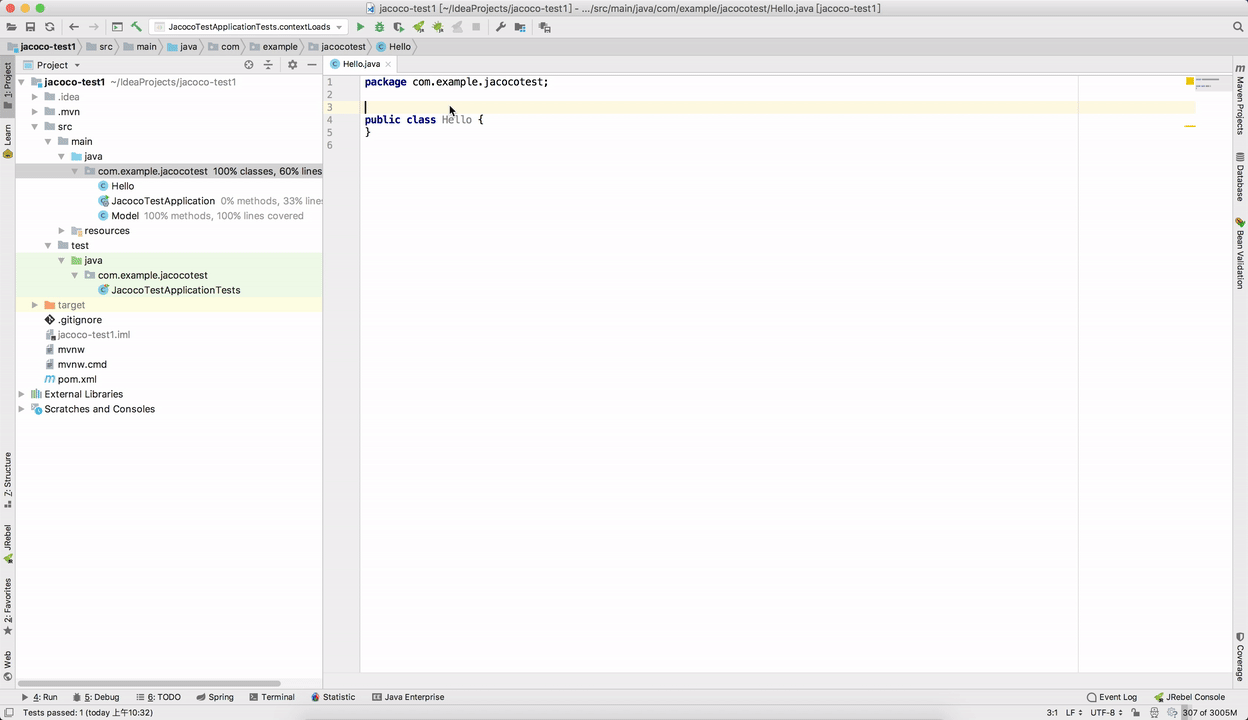 jacoco-test1 [~/IdeaProjects/jacoco-test1] - .../src/main/java/com/example/jacocotest/Hello.java [jacoco-test1]
JacocoTestApplicationTests.contextLoads
jacoco-test1 src main java com example jacocotest Hello
1: Project
Learn
Z: Structure
JRebel
2: Favorites
Web
Project
jacoco-test1 ~/IdeaProjects/jacoco-test1
.idea
.mvn
src
main
java
com.example.jacocotest 100% classes, 60% lines
Hello
JacocoTestApplication 0% methods, 33% lines
Model 100% methods, 100% lines covered
resources
test
java
com.example.jacocotest
JacocoTestApplicationTests
target
.gitignore
jacoco-test1.iml
mvnw
mvnw.cmd
pom.xml
External Libraries
Scratches and Consoles
Hello.java
1 package com.example.jacocotest;
2
3
4 public class Hello {
5 }
6
Maven Projects
Database
Bean Validation
Coverage
4: Run 5: Debug 6: TODO Spring Terminal Statistic Java Enterprise Event Log JRebel Console
Tests passed: 1 (today 上午10:32) 3:1 LF UTF-8 307 of 3005M